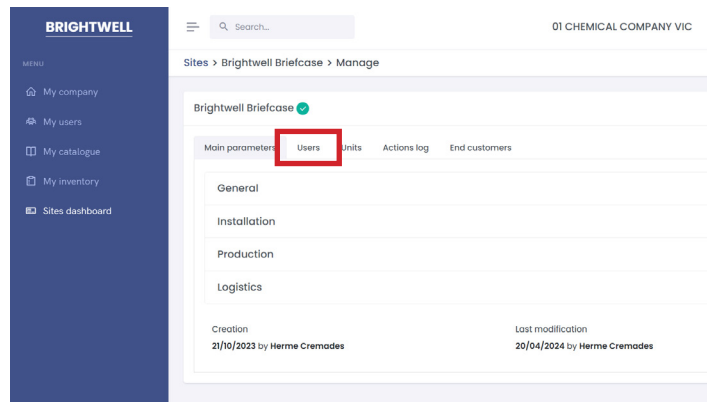 BRIGHTWELL
Search...
01 CHEMICAL COMPANY VIC
MENU
My company
My users
My catalogue
My inventory
Sites dashboard
Sites > Brightwell Briefcase > Manage
Brightwell Briefcase
Main parameters Users Units Actions log End customers
General
Installation
Production
Logistics
Creation
21/10/2023 by Herme Cremades
Last modification
20/04/2024 by Herme Cremades